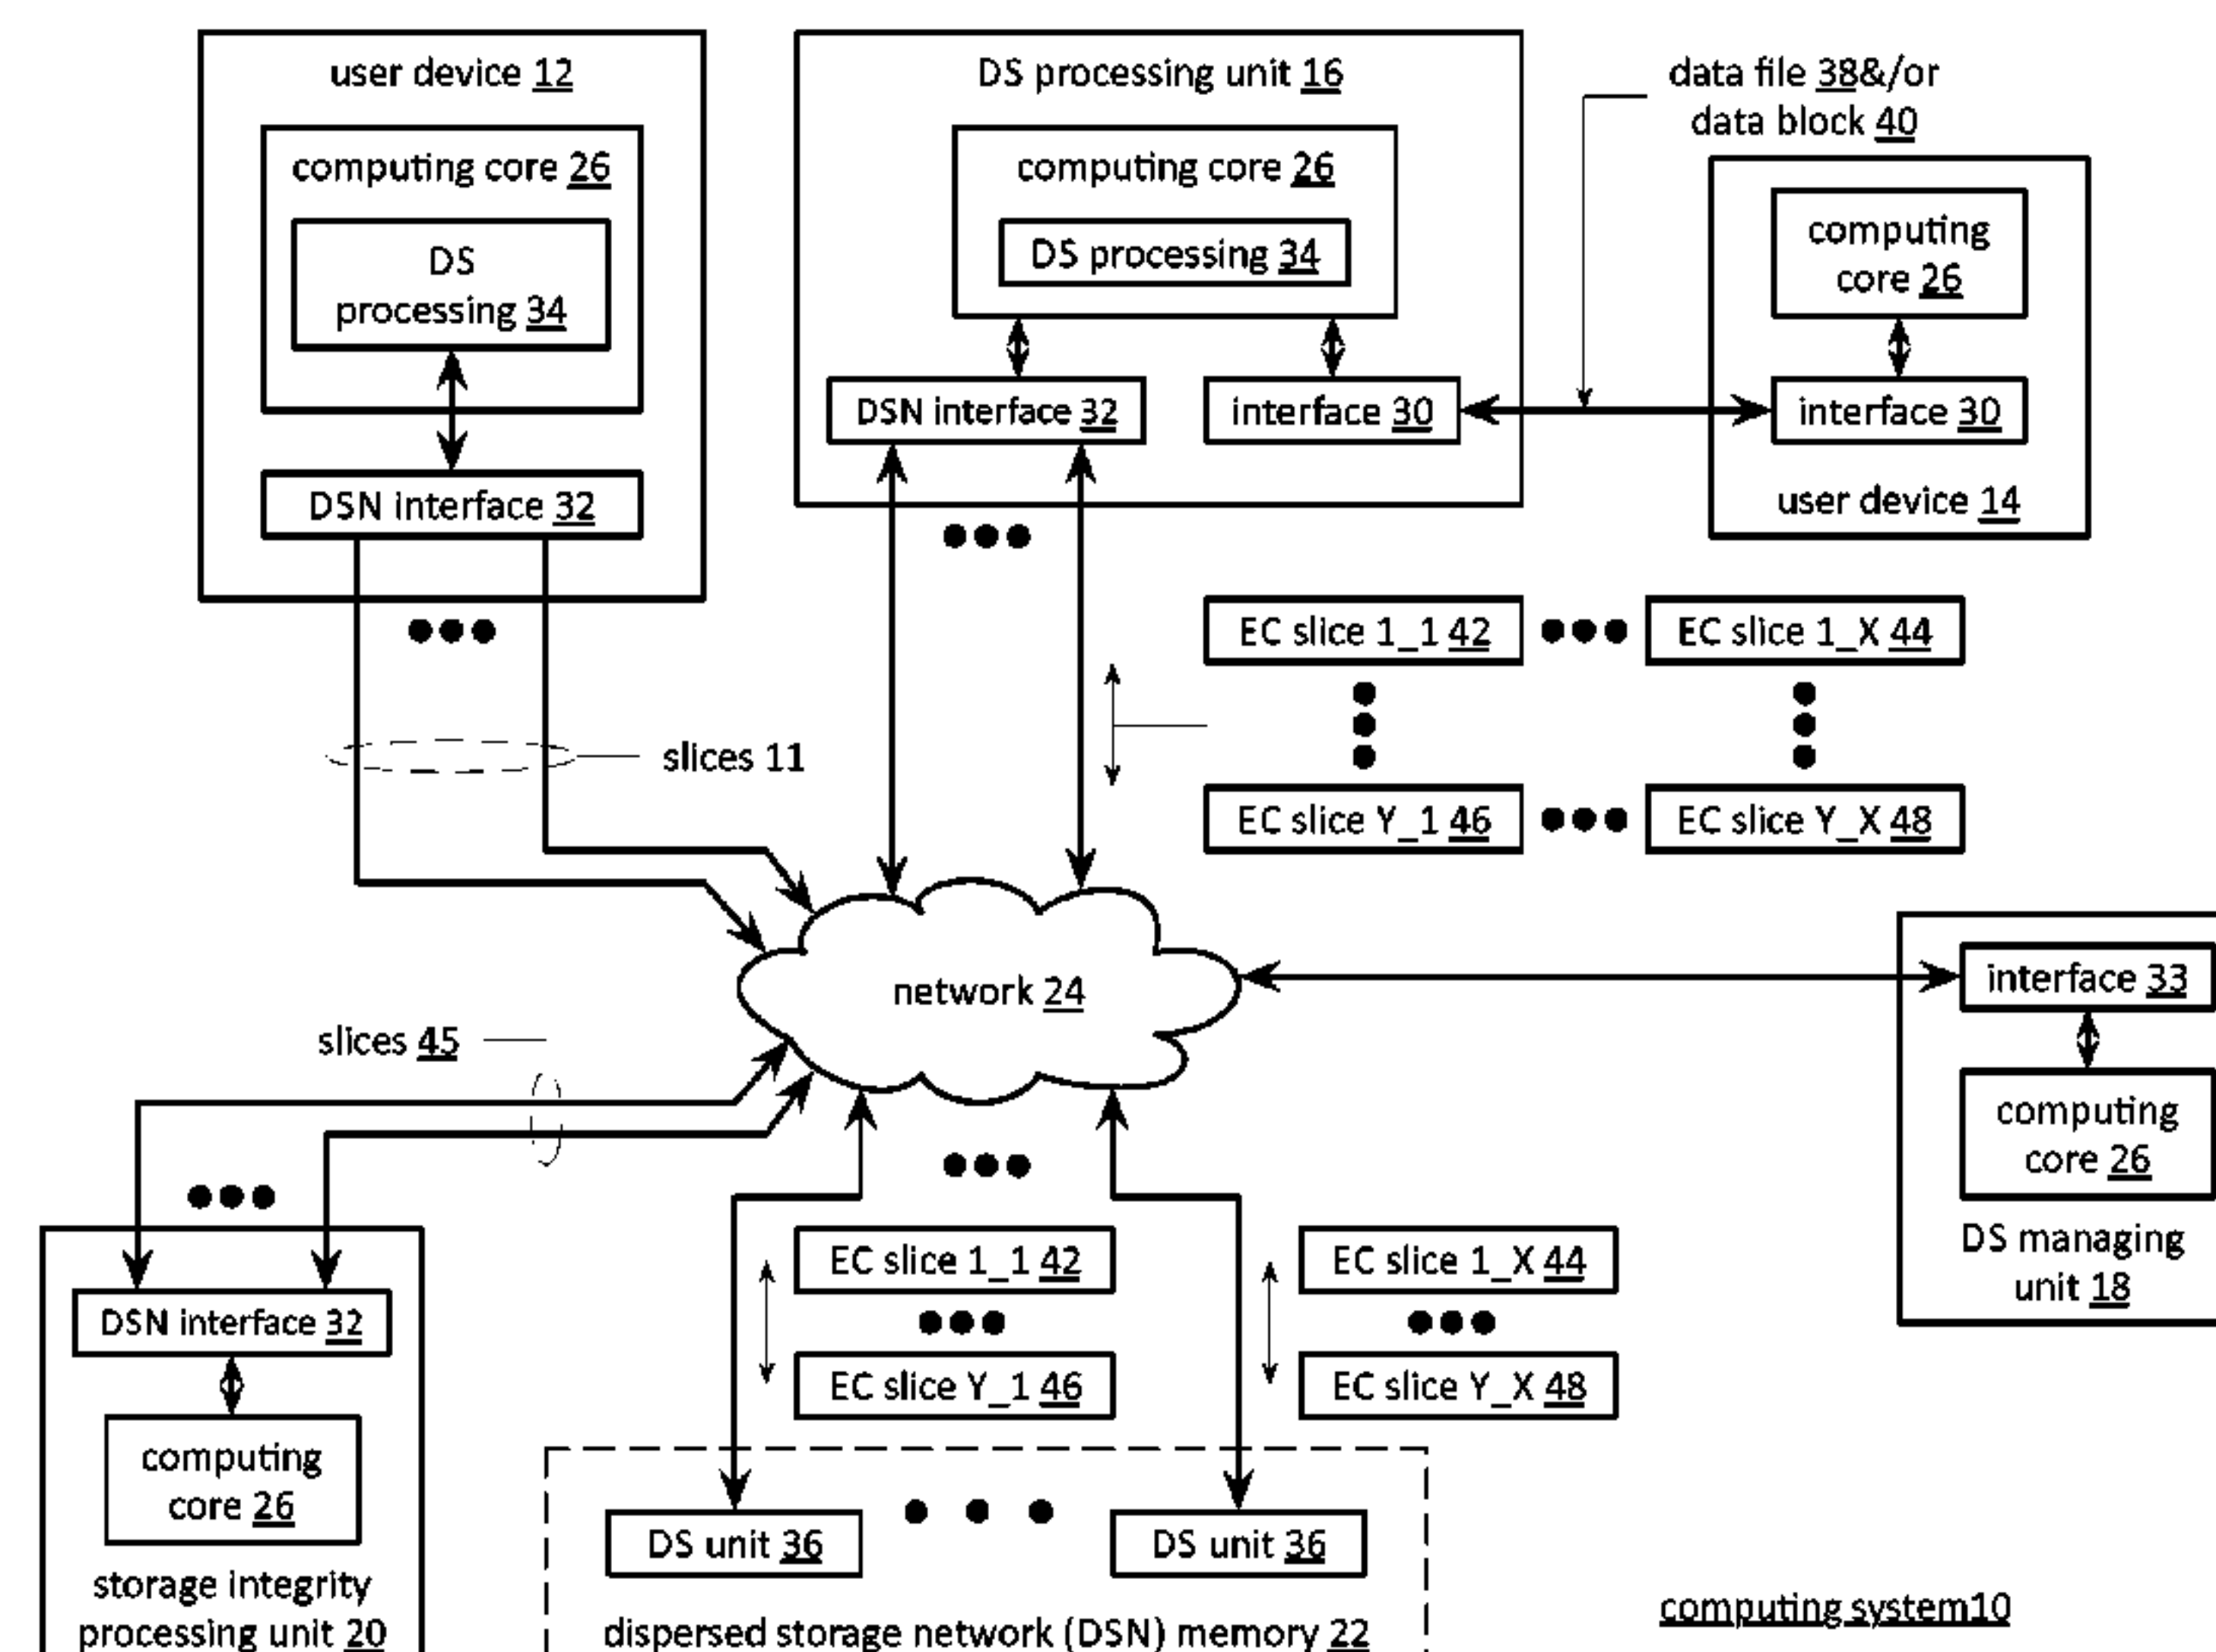 user device 12
computing core 26
DS
processing 34
DSN interface 32
DS processing unit 16
computing core 26
DS processing 34
DSN interface 32
interface 30
data file 38&/or
data block 40
computing
core 26
interface 30
user device 14
EC slice 1_1 42
EC slice 1_X 44
EC slice Y_1 46
EC slice Y_X 48
slices 11
network 24
interface 33
computing
core 26
DS managing
unit 18
slices 45
DSN interface 32
computing
core 26
storage integrity
processing unit 20
EC slice 1_1 42
EC slice Y_1 46
EC slice 1_X 44
EC slice Y_X 48
DS unit 36
DS unit 36
dispersed storage network (DSN) memory 22
computing system10